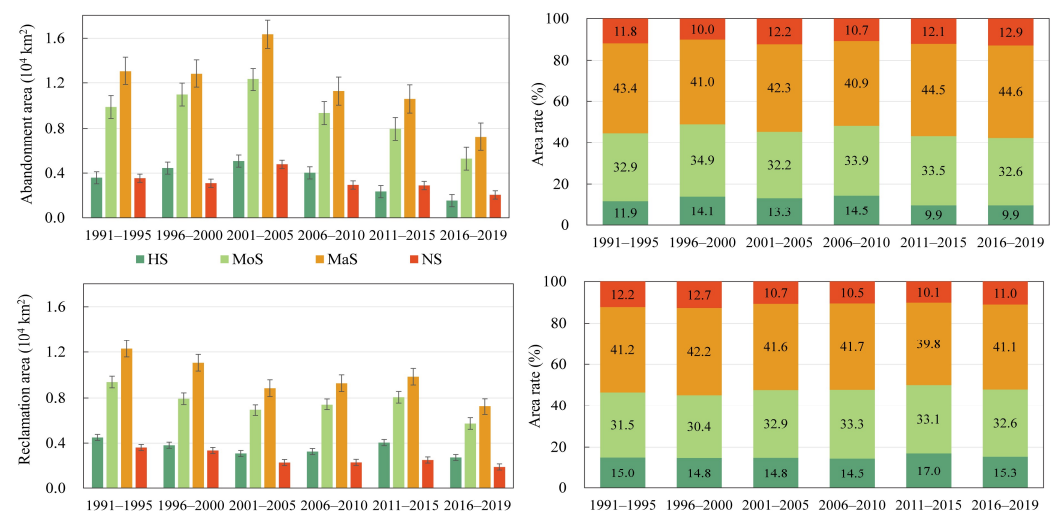 Abandonment area (10⁴ km²)
1.6
1.2
0.8
0.4
0.0
1991–1995 1996–2000 2001–2005 2006–2010 2011–2015 2016–2019
HS MoS MaS NS
Area rate (%)
100
80
60
40
20
0
11.8 10.0 12.2 10.7 12.1 12.9
43.4 41.0 42.3 40.9 44.5 44.6
32.9 34.9 32.2 33.9 33.5 32.6
11.9 14.1 13.3 14.5 9.9 9.9
1991–1995 1996–2000 2001–2005 2006–2010 2011–2015 2016–2019
Reclamation area (10⁴ km²)
1.6
1.2
0.8
0.4
0.0
1991–1995 1996–2000 2001–2005 2006–2010 2011–2015 2016–2019
Area rate (%)
100
80
60
40
20
0
12.2 12.7 10.7 10.5 10.1 11.0
41.2 42.2 41.6 41.7 39.8 41.1
31.5 30.4 32.9 33.3 33.1 32.6
15.0 14.8 14.8 14.5 17.0 15.3
1991–1995 1996–2000 2001–2005 2006–2010 2011–2015 2016–2019